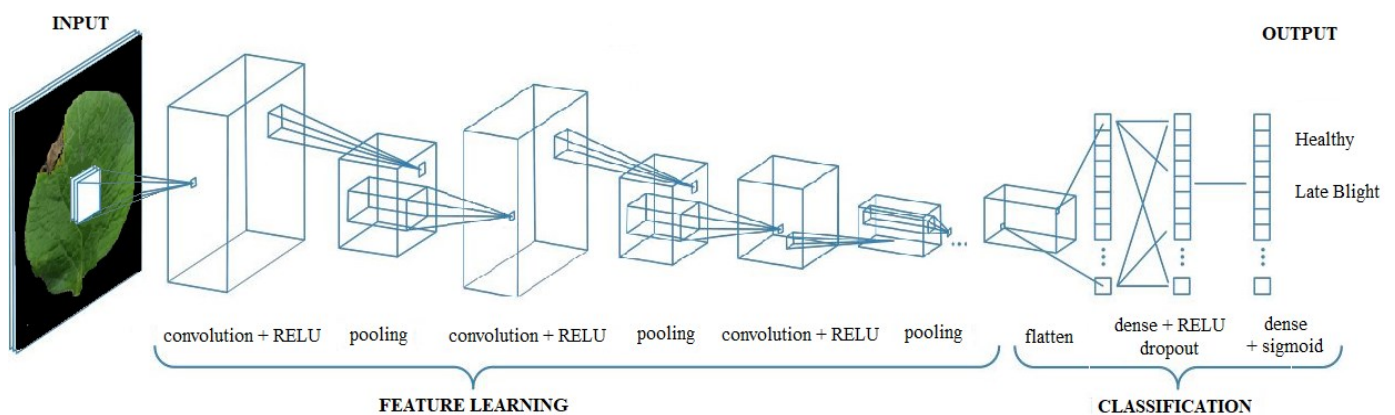 INPUT
OUTPUT
Healthy
Late Blight
convolution + RELU
pooling
convolution + RELU
pooling
convolution + RELU
pooling
flatten
dense + RELU
dropout
dense
+ sigmoid
FEATURE LEARNING
CLASSIFICATION